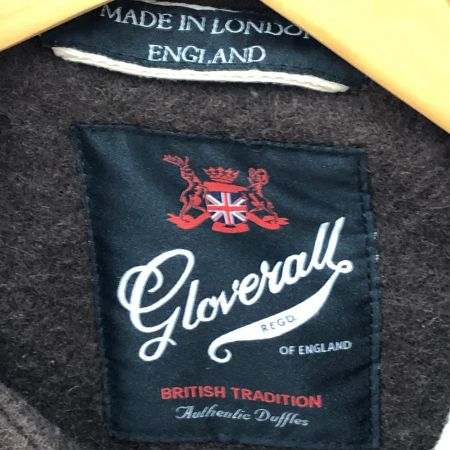 MADE IN LONDON
ENGLAND
Gloverall
REGD.
OF ENGLAND
BRITISH TRADITION
Authentic Duffles